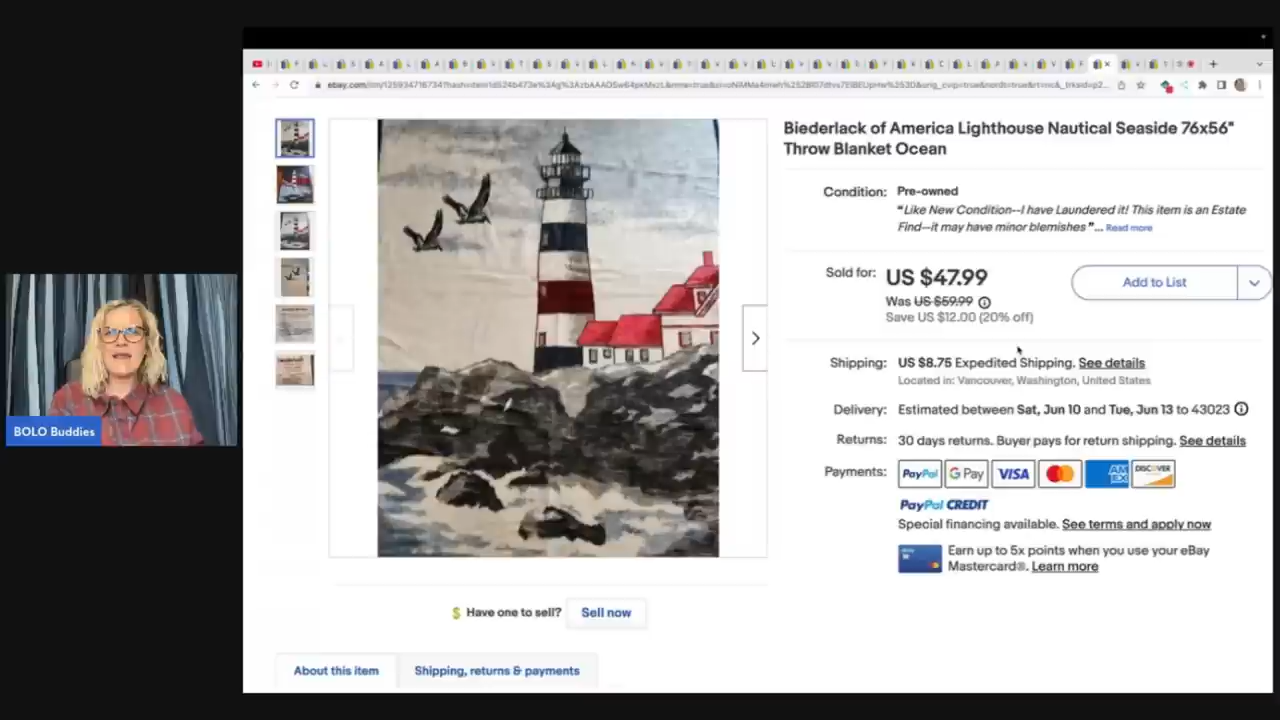 Biederlack of America Lighthouse Nautical Seaside 76x56"
Throw Blanket Ocean
Condition: Pre-owned
“Like New Condition--I have Laundered it! This item is an Estate
Find--it may have minor blemishes”... Read more
Sold for: US $47.99
Add to List
Was US $59.99
Save US $12.00 (20% off)
Shipping: US $8.75 Expedited Shipping. See details
Located in: Vancouver, Washington, United States
Delivery: Estimated between Sat, Jun 10 and Tue, Jun 13 to 43023
Returns: 30 days returns. Buyer pays for return shipping. See details
Payments: PayPal G Pay VISA AM EX DISCOVER
PayPal CREDIT
Special financing available. See terms and apply now
Earn up to 5x points when you use your eBay
Mastercard®. Learn more
BOLO Buddies
$ Have one to sell? Sell now
About this item Shipping, returns & payments